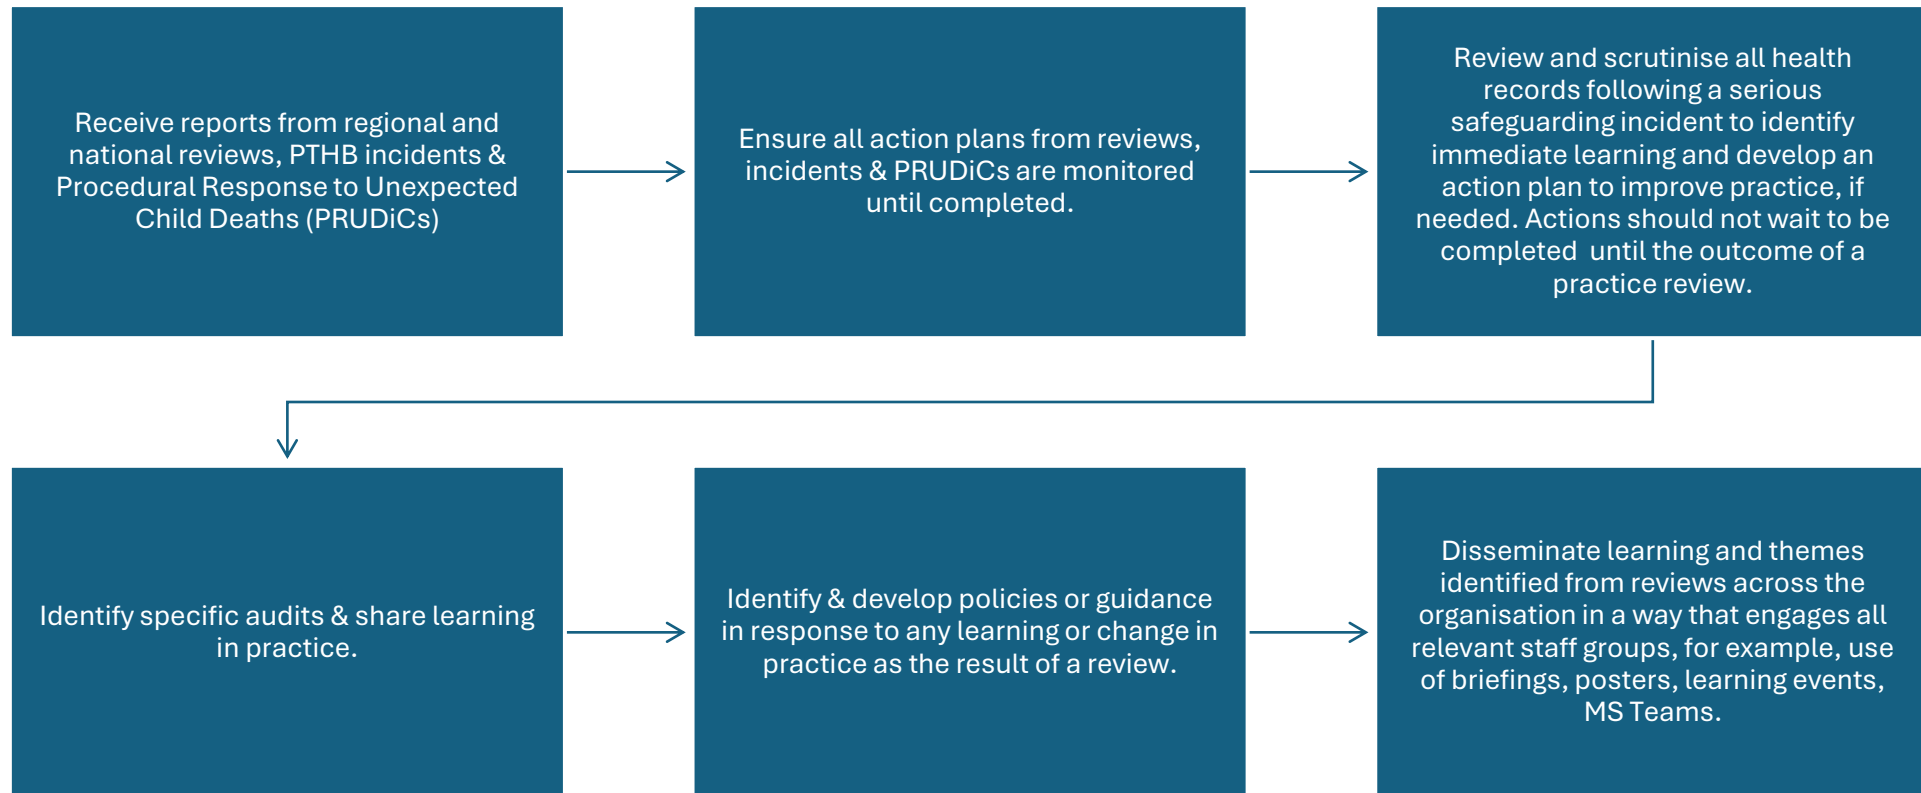 Receive reports from regional and
national reviews, PTHB incidents &
Procedural Response to Unexpected
Child Deaths (PRUDiCs)
Ensure all action plans from reviews,
incidents & PRUDiCs are monitored
until completed.
Review and scrutinise all health
records following a serious
safeguarding incident to identify
immediate learning and develop an
action plan to improve practice, if
needed. Actions should not wait to be
completed  until the outcome of a
practice review.
Identify specific audits & share learning
in practice.
Identify & develop policies or guidance
in response to any learning or change in
practice as the result of a review.
Disseminate learning and themes
identified from reviews across the
organisation in a way that engages all
relevant staff groups, for example, use
of briefings, posters, learning events,
MS Teams.